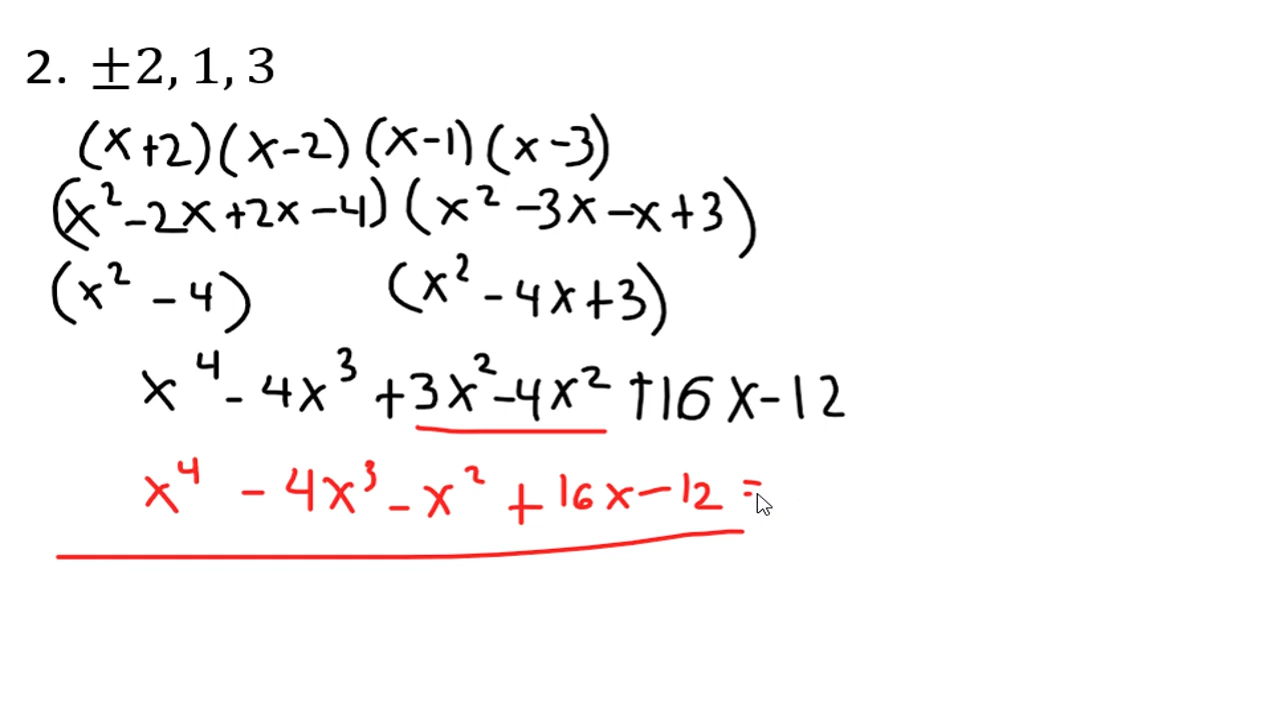 2. ±2, 1, 3
(x+2)(x-2)(x-1)(x-3)
(x²-2x+2x-4)(x²-3x-x+3)
(x²-4) (x²-4x+3)
x⁴-4x³+3x²-4x²+16x-12
x⁴-4x³-x²+16x-12=